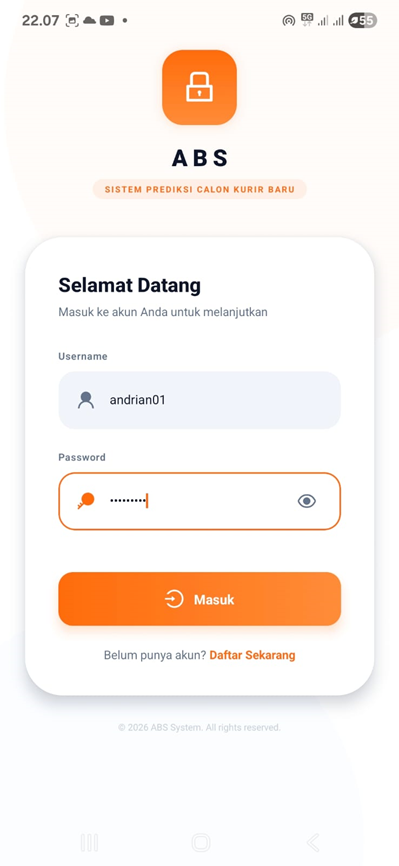 22.07
5G
55
ABS
SISTEM PREDIKSI CALON KURIR BARU
Selamat Datang
Masuk ke akun Anda untuk melanjutkan
Username
andrian01
Password
•••••••••
Masuk
Belum punya akun? Daftar Sekarang
© 2026 ABS System. All rights reserved.